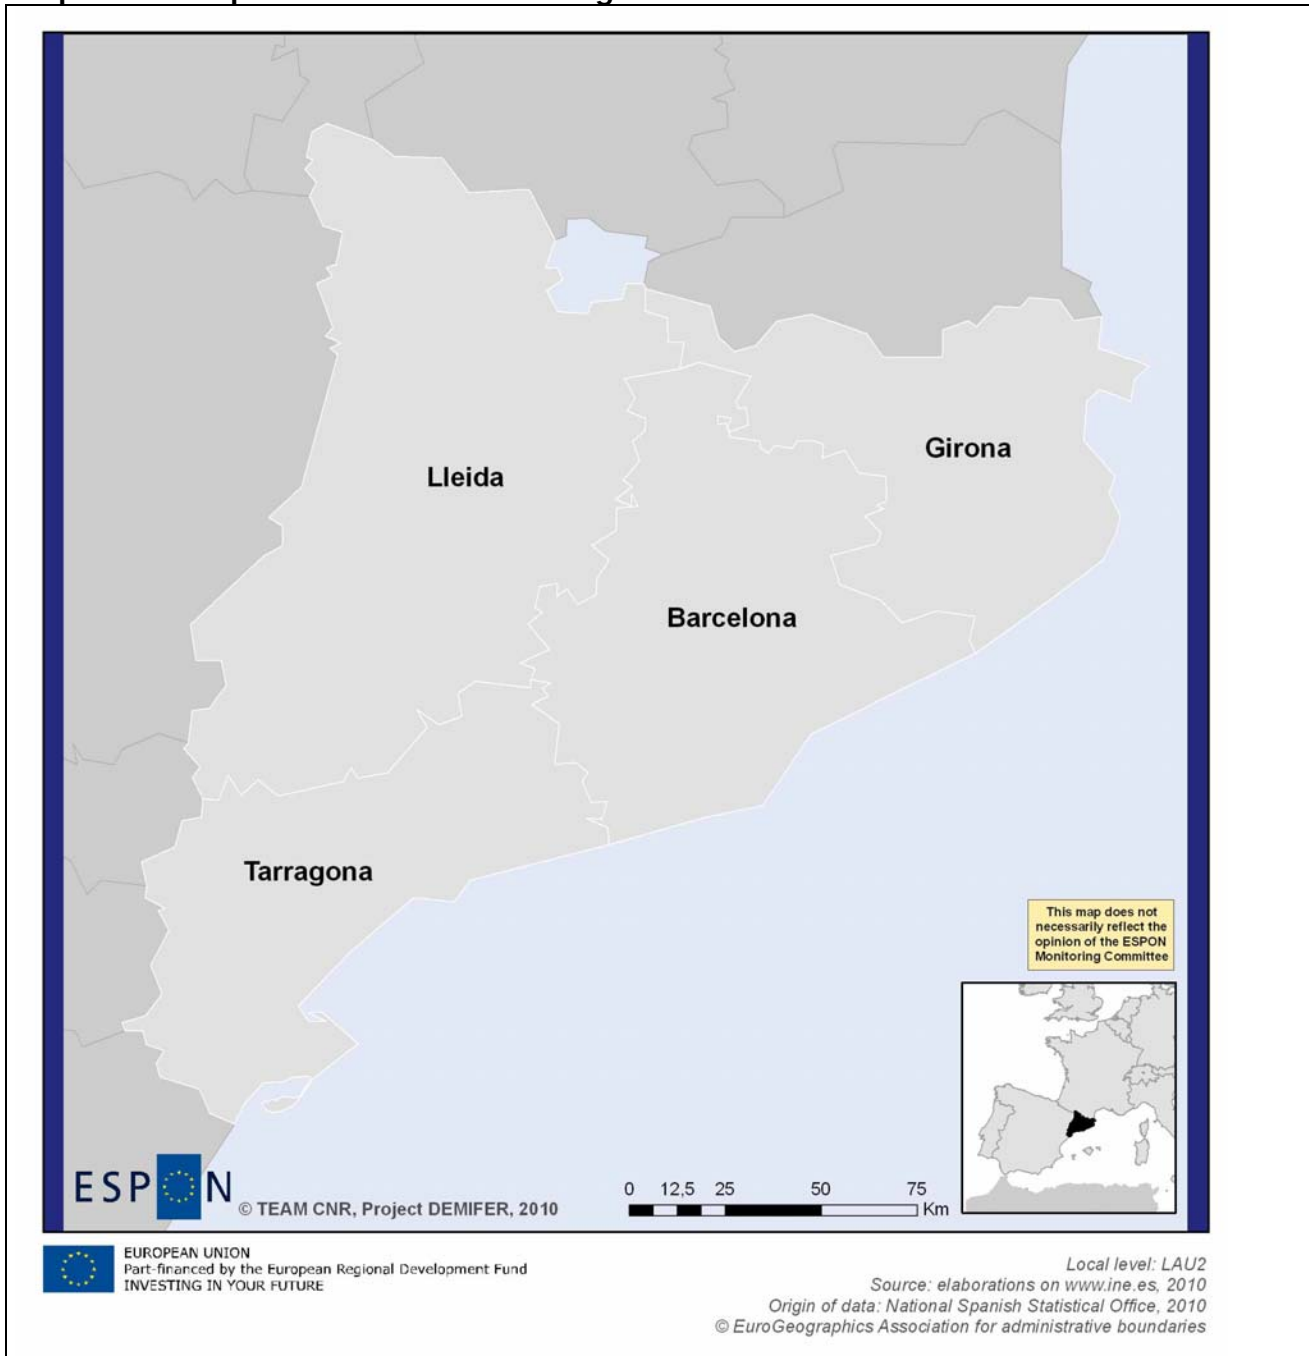 Lleida
Girona
Barcelona
Tarragona
This map does not
necessarily reflect the
opinion of the ESPON
Monitoring Committee
ESPON
© TEAM CNR, Project DEMIFER, 2010
0 12,5 25 50 75
Km
EUROPEAN UNION
Part-financed by the European Regional Development Fund
INVESTING IN YOUR FUTURE
Local level: LAU2
Source: elaborations on www.ine.es, 2010
Origin of data: National Spanish Statistical Office, 2010
© EuroGeographics Association for administrative boundaries